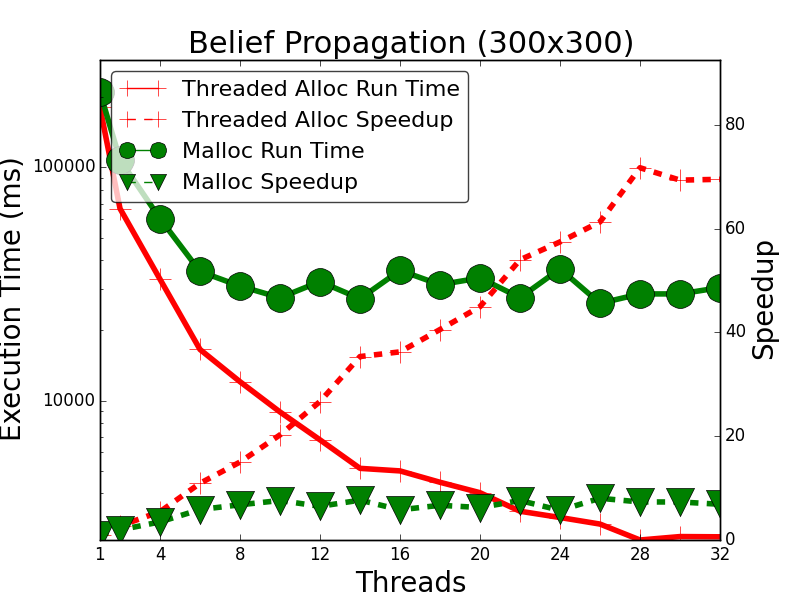 Belief Propagation (300x300)
Threaded Alloc Run Time
Threaded Alloc Speedup
Malloc Run Time
Malloc Speedup
Execution Time (ms)
100000
10000
80
60
40
20
0
Speedup
1 4 8 12 16 20 24 28 32
Threads